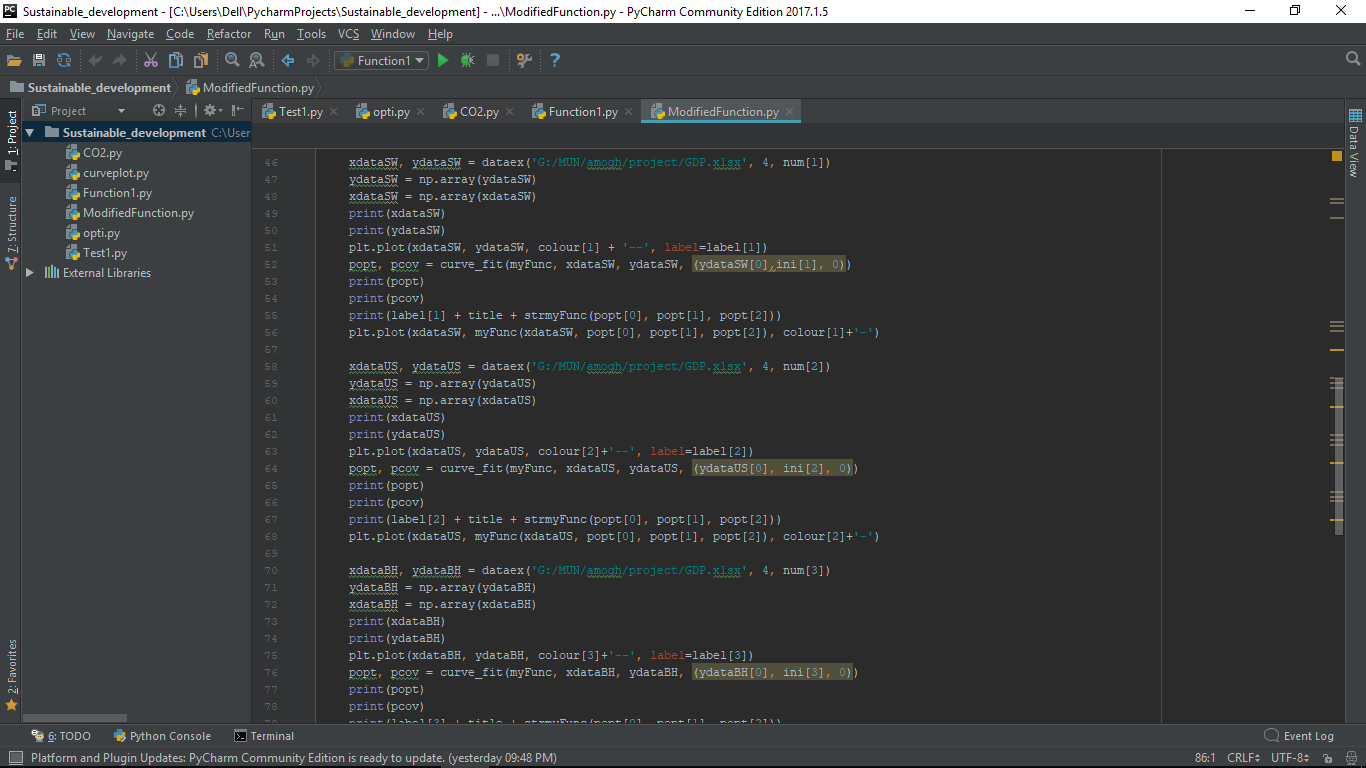 Sustainable_development - [C:\Users\Dell\PycharmProjects\Sustainable_development] - ...\ModifiedFunction.py - PyCharm Community Edition 2017.1.5
File Edit View Navigate Code Refactor Run Tools VCS Window Help
Function1
Sustainable_development ModifiedFunction.py
Project
Test1.py opti.py CO2.py Function1.py ModifiedFunction.py
1: Project
7: Structure
2: Favorites
Data View
Sustainable_development C:\User
CO2.py
curveplot.py
Function1.py
ModifiedFunction.py
opti.py
Test1.py
External Libraries
46 xdataSW, ydataSW = dataex('G:/MUN/amogh/project/GDP.xlsx', 4, num[1])
47 ydataSW = np.array(ydataSW)
48 xdataSW = np.array(xdataSW)
49 print(xdataSW)
50 print(ydataSW)
51 plt.plot(xdataSW, ydataSW, colour[1] + '--', label=label[1])
52 popt, pcov = curve_fit(myFunc, xdataSW, ydataSW, (ydataSW[0],ini[1], 0))
53 print(popt)
54 print(pcov)
55 print(label[1] + title + strmyFunc(popt[0], popt[1], popt[2]))
56 plt.plot(xdataSW, myFunc(xdataSW, popt[0], popt[1], popt[2]), colour[1]+'-')
57
58 xdataUS, ydataUS = dataex('G:/MUN/amogh/project/GDP.xlsx', 4, num[2])
59 ydataUS = np.array(ydataUS)
60 xdataUS = np.array(xdataUS)
61 print(xdataUS)
62 print(ydataUS)
63 plt.plot(xdataUS, ydataUS, colour[2]+'--', label=label[2])
64 popt, pcov = curve_fit(myFunc, xdataUS, ydataUS, (ydataUS[0], ini[2], 0))
65 print(popt)
66 print(pcov)
67 print(label[2] + title + strmyFunc(popt[0], popt[1], popt[2]))
68 plt.plot(xdataUS, myFunc(xdataUS, popt[0], popt[1], popt[2]), colour[2]+'-')
69
70 xdataBH, ydataBH = dataex('G:/MUN/amogh/project/GDP.xlsx', 4, num[3])
71 ydataBH = np.array(ydataBH)
72 xdataBH = np.array(xdataBH)
73 print(xdataBH)
74 print(ydataBH)
75 plt.plot(xdataBH, ydataBH, colour[3]+'--', label=label[3])
76 popt, pcov = curve_fit(myFunc, xdataBH, ydataBH, (ydataBH[0], ini[3], 0))
77 print(popt)
78 print(pcov)
79 print(label[3] + title + strmyFunc(popt[0], popt[1], popt[2]))
6: TODO Python Console Terminal Event Log
Platform and Plugin Updates: PyCharm Community Edition is ready to update. (yesterday 09:48 PM) 86:1 CRLF UTF-8